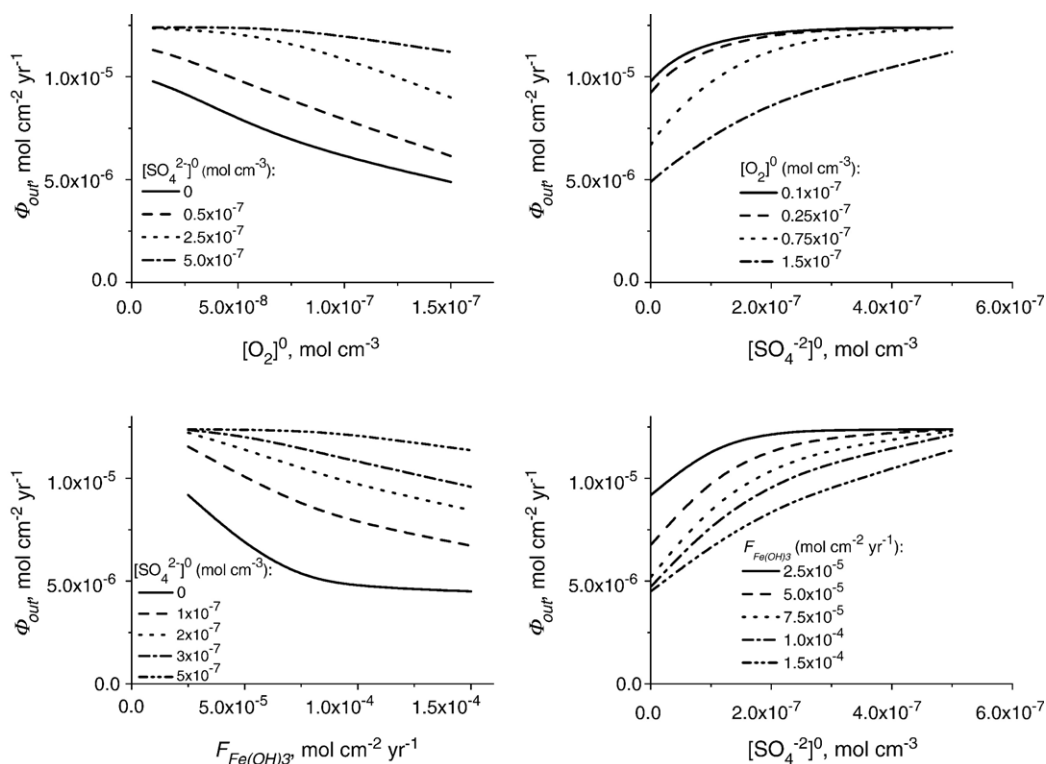 Φout, mol cm-2 yr-1
1.0x10-5
5.0x10-6
0.0
[SO42-]0 (mol cm-3):
0
0.5x10-7
2.5x10-7
5.0x10-7
0.0 5.0x10-8 1.0x10-7 1.5x10-7
[O2]0, mol cm-3
Φout, mol cm-2 yr-1
1.0x10-5
5.0x10-6
0.0
[O2]0 (mol cm-3):
0.1x10-7
0.25x10-7
0.75x10-7
1.5x10-7
0.0 2.0x10-7 4.0x10-7 6.0x10-7
[SO4-2]0, mol cm-3
Φout, mol cm-2 yr-1
1.0x10-5
5.0x10-6
0.0
[SO42-]0 (mol cm-3):
0
1x10-7
2x10-7
3x10-7
5x10-7
0.0 5.0x10-5 1.0x10-4 1.5x10-4
FFe(OH)3, mol cm-2 yr-1
Φout, mol cm-2 yr-1
1.0x10-5
5.0x10-6
0.0
FFe(OH)3 (mol cm-2 yr-1):
2.5x10-5
5.0x10-5
7.5x10-5
1.0x10-4
1.5x10-4
0.0 2.0x10-7 4.0x10-7 6.0x10-7
[SO4-2]0, mol cm-3